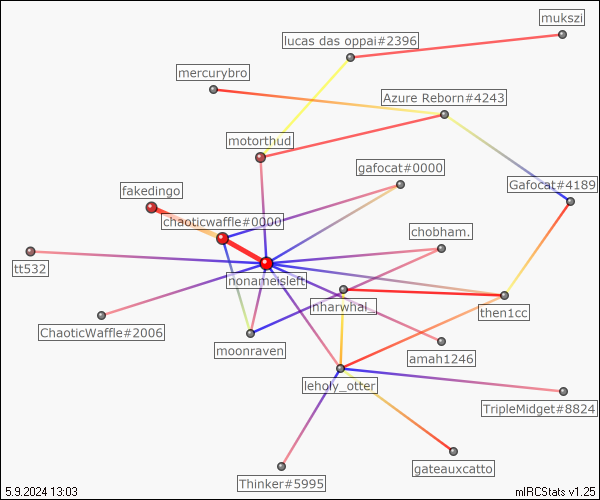 mukszi
lucas das oppai#2396
mercurybro
Azure Reborn#4243
motorthud
gafocat#0000
Gafocat#4189
fakedingo
chaoticwaffle#0000
chobham.
tt532
nonameisleft
nharwhal_
then1cc
ChaoticWaffle#2006
moonraven
amah1246
leholy_otter
TripleMidget#8824
gateauxcatto
Thinker#5995
5.9.2024 13:03
mIRCStats v1.25